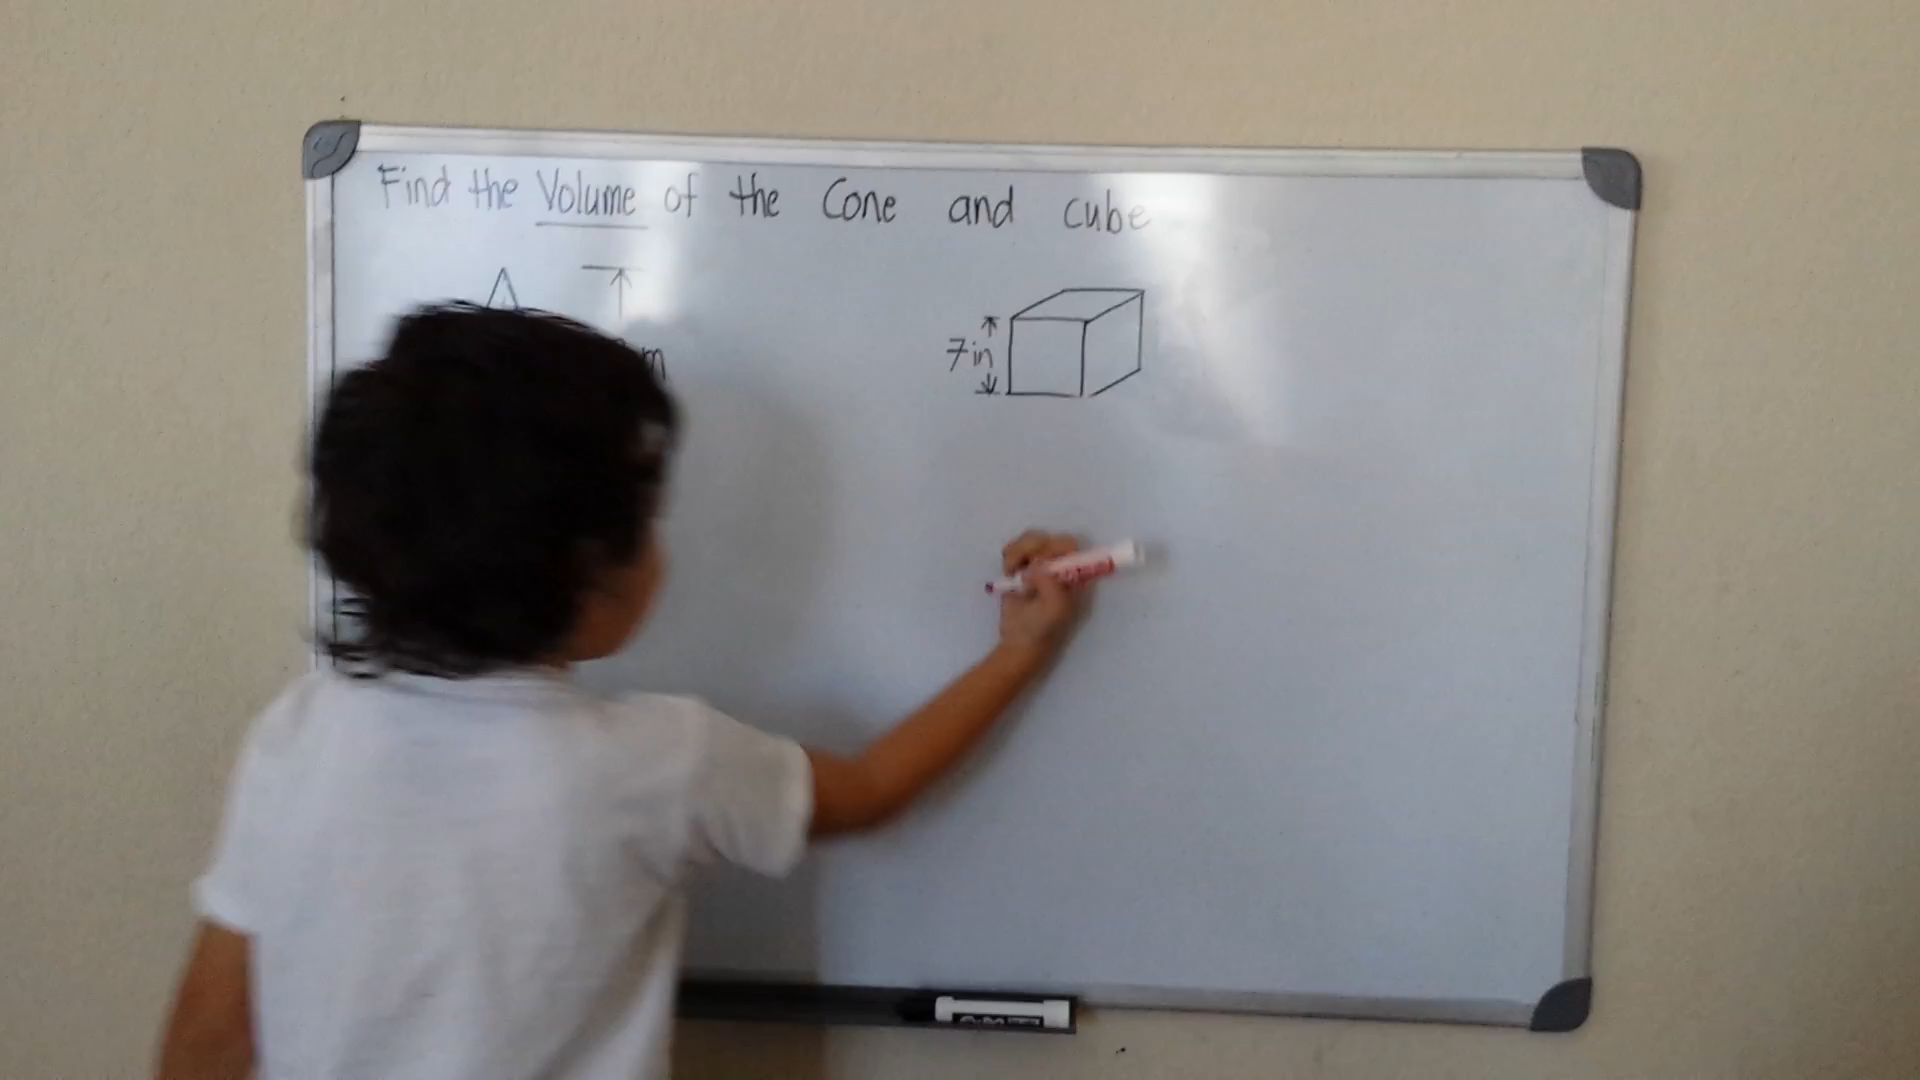 Find the Volume of the Cone and cube
7in